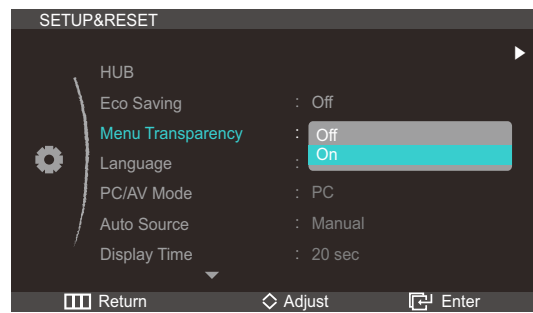 SETUP&RESET
HUB
Eco Saving : Off
Menu Transparency : Off
On
Language :
PC/AV Mode : PC
Auto Source : Manual
Display Time : 20 sec
Return Adjust Enter